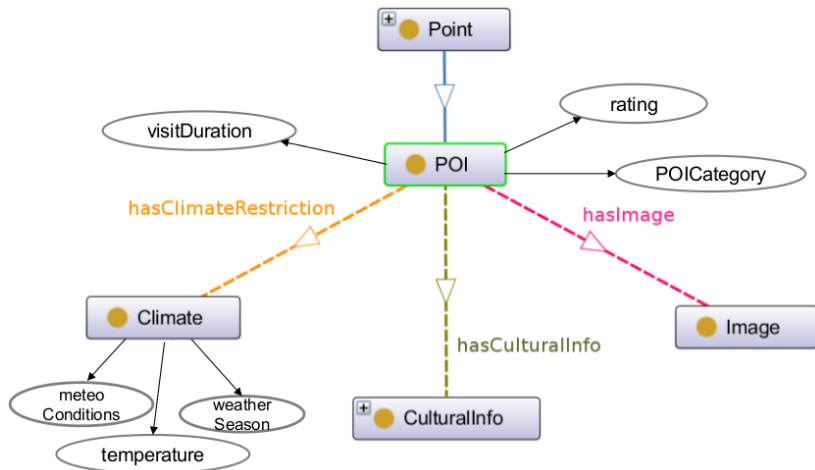 Point
rating
visitDuration
POI
POICategory
hasClimateRestriction
hasImage
Climate
Image
hasCulturalInfo
meteo
Conditions
weather
Season
CulturalInfo
temperature